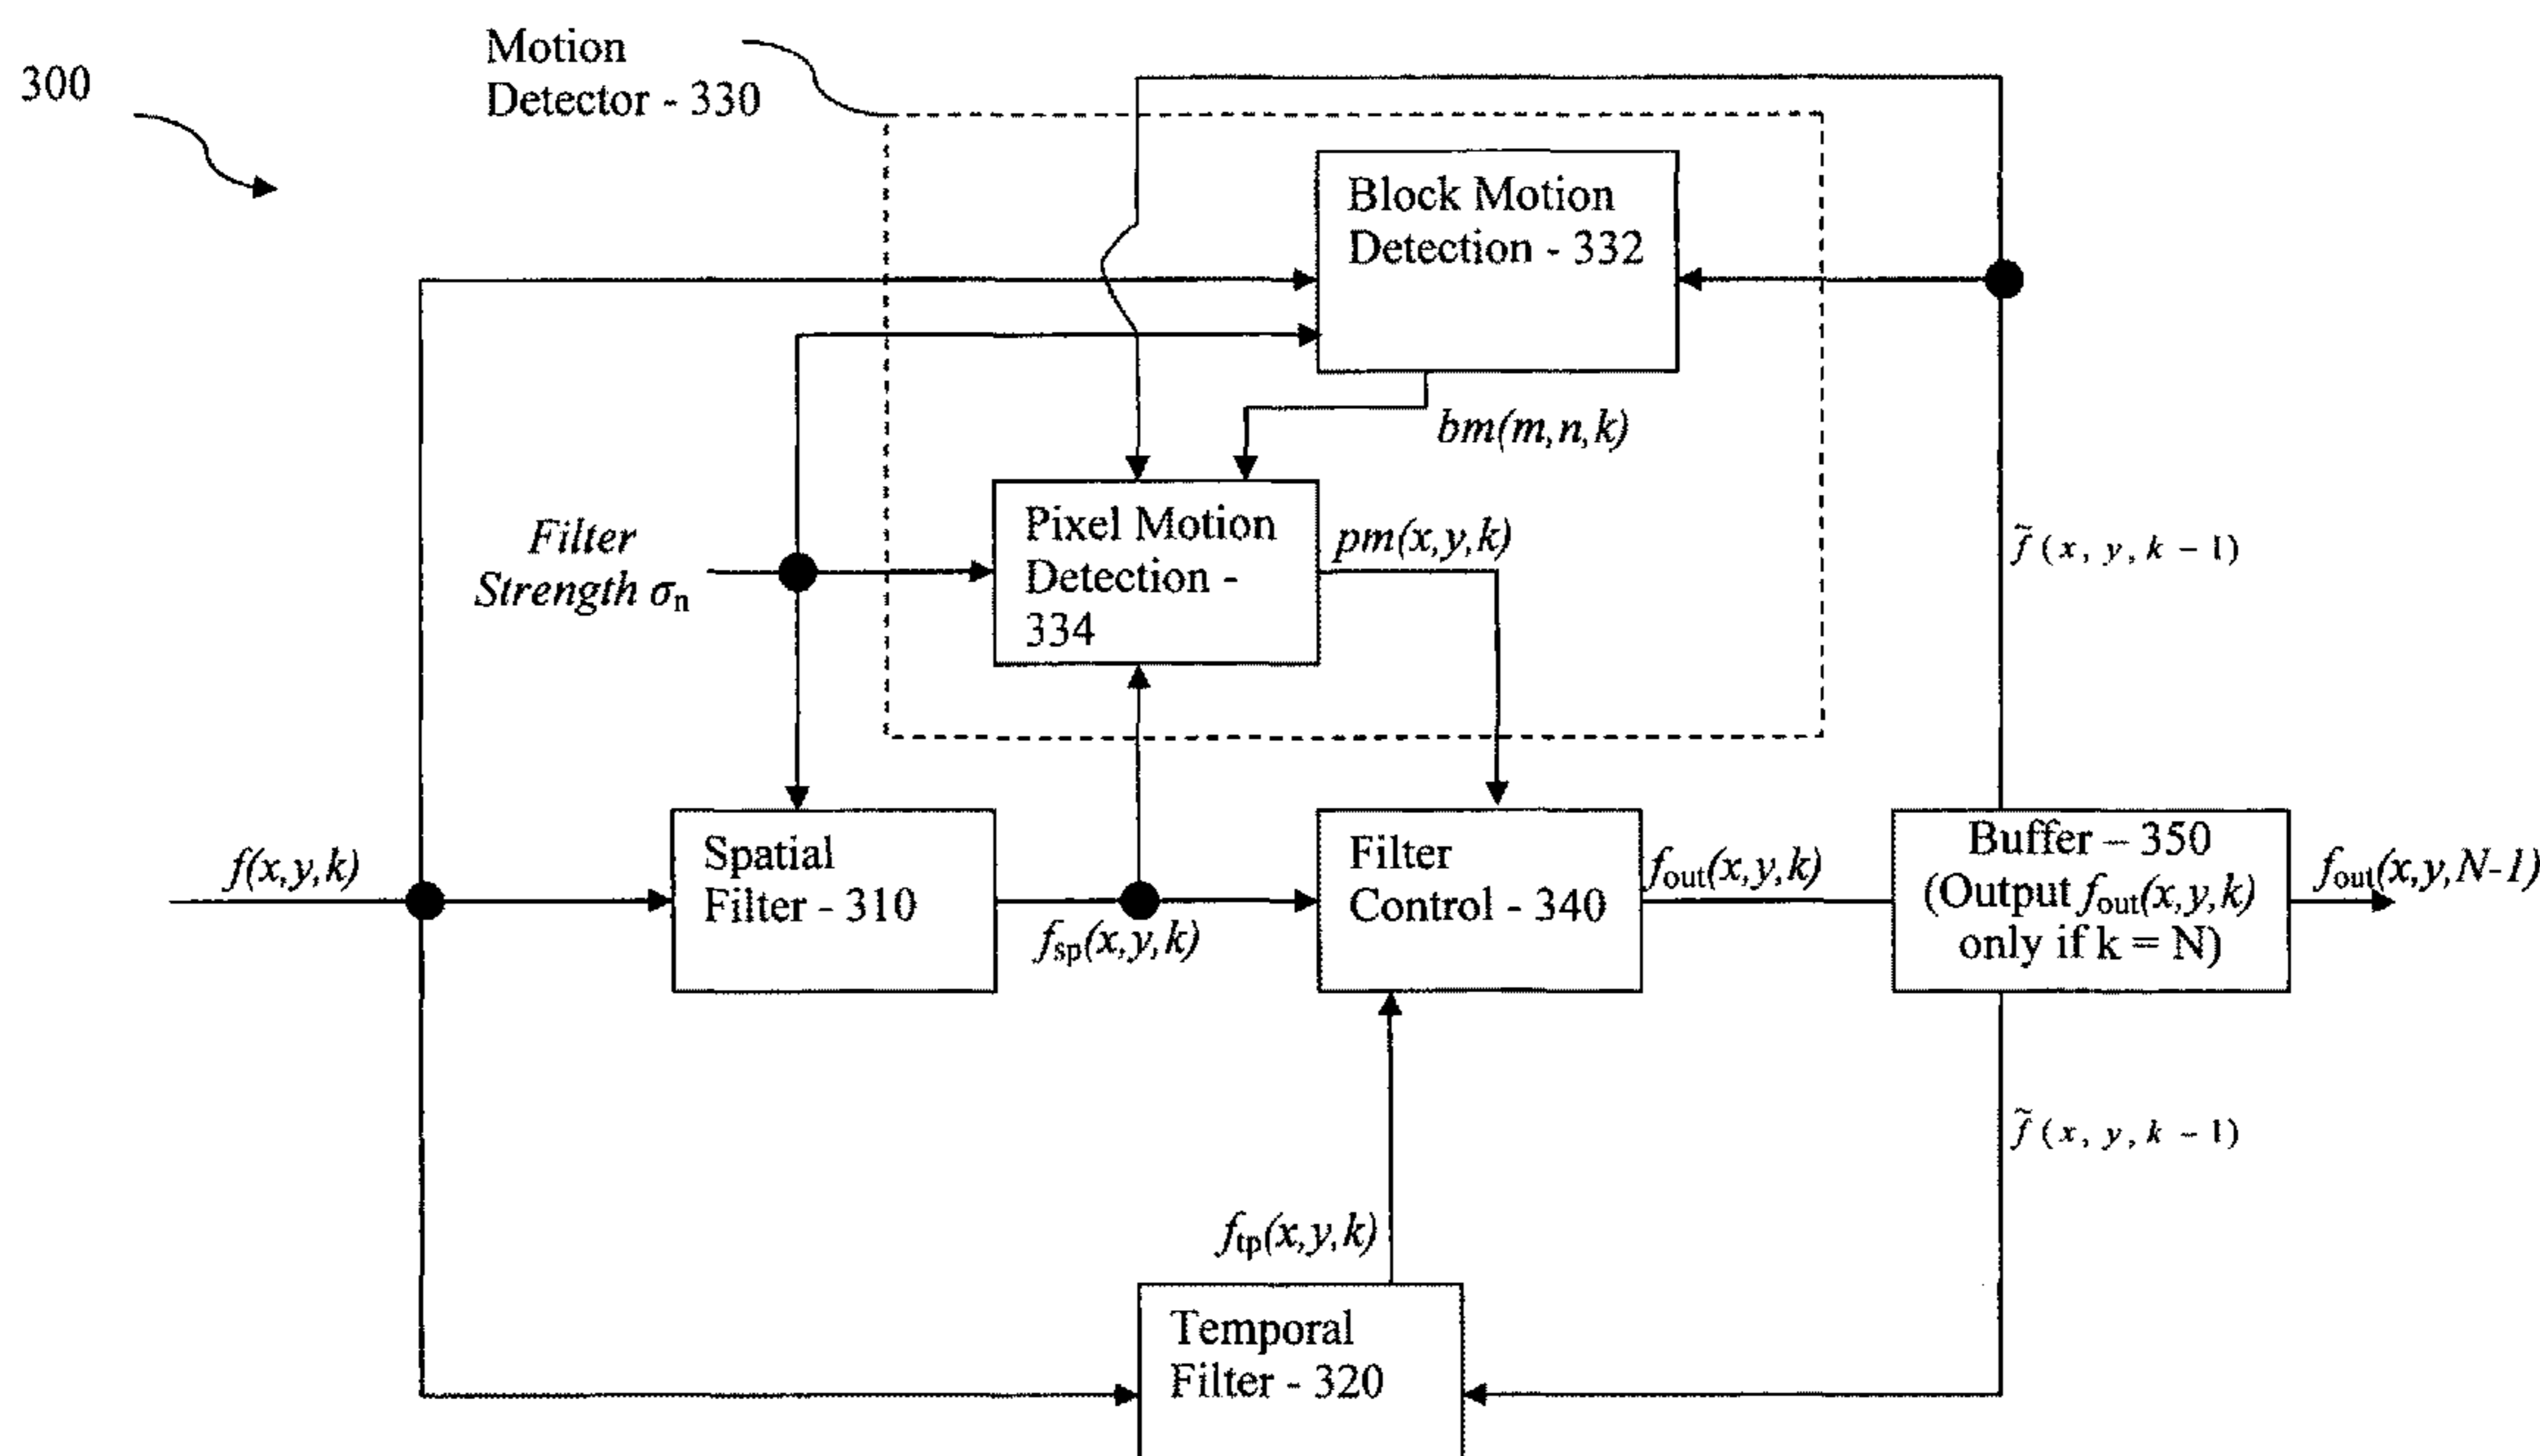 300
Motion
Detector - 330
Block Motion
Detection - 332
bm(m,n,k)
Filter
Strength σn
Pixel Motion
Detection -
334
pm(x,y,k)
f̃ (x, y, k - 1)
f(x,y,k)
Spatial
Filter - 310
fsp(x,y,k)
Filter
Control - 340
fout(x,y,k)
Buffer – 350
(Output fout(x,y,k)
only if k = N)
fout(x,y,N-1)
f̃ (x, y, k - 1)
ftp(x,y,k)
Temporal
Filter - 320